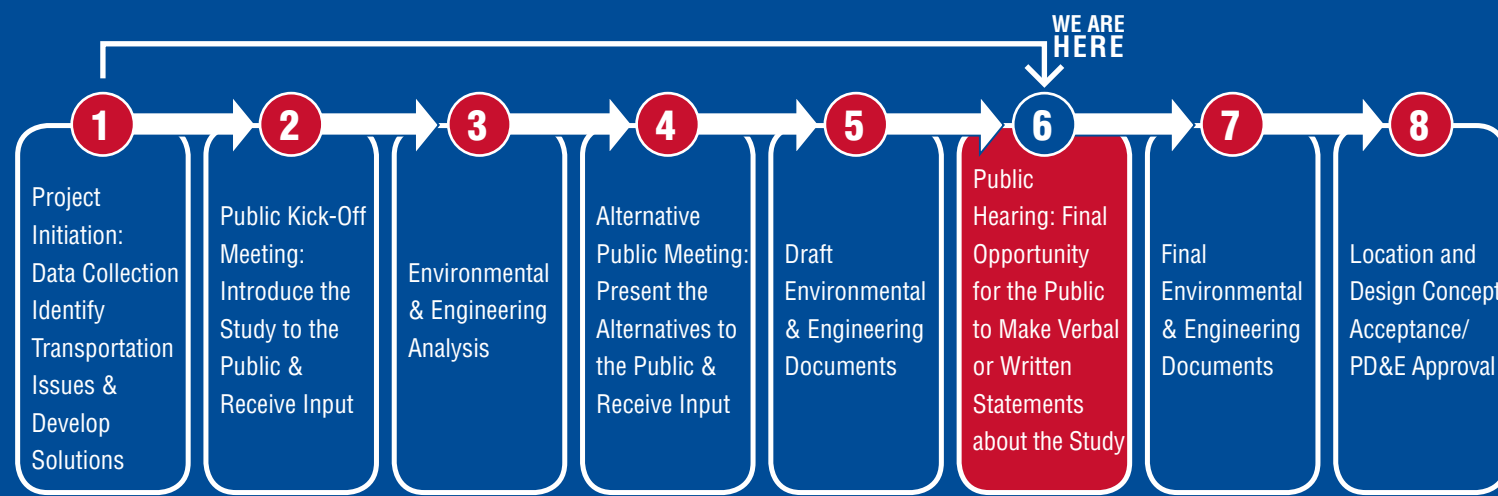 WE ARE
HERE
1
Project
Initiation:
Data Collection
Identify
Transportation
Issues &
Develop
Solutions
2
Public Kick-Off
Meeting:
Introduce the
Study to the
Public &
Receive Input
3
Environmental
& Engineering
Analysis
4
Alternative
Public Meeting:
Present the
Alternatives to
the Public &
Receive Input
5
Draft
Environmental
& Engineering
Documents
6
Public
Hearing: Final
Opportunity
for the Public
to Make Verbal
or Written
Statements
about the Study
7
Final
Environmental
& Engineering
Documents
8
Location and
Design Concept
Acceptance/
PD&E Approval